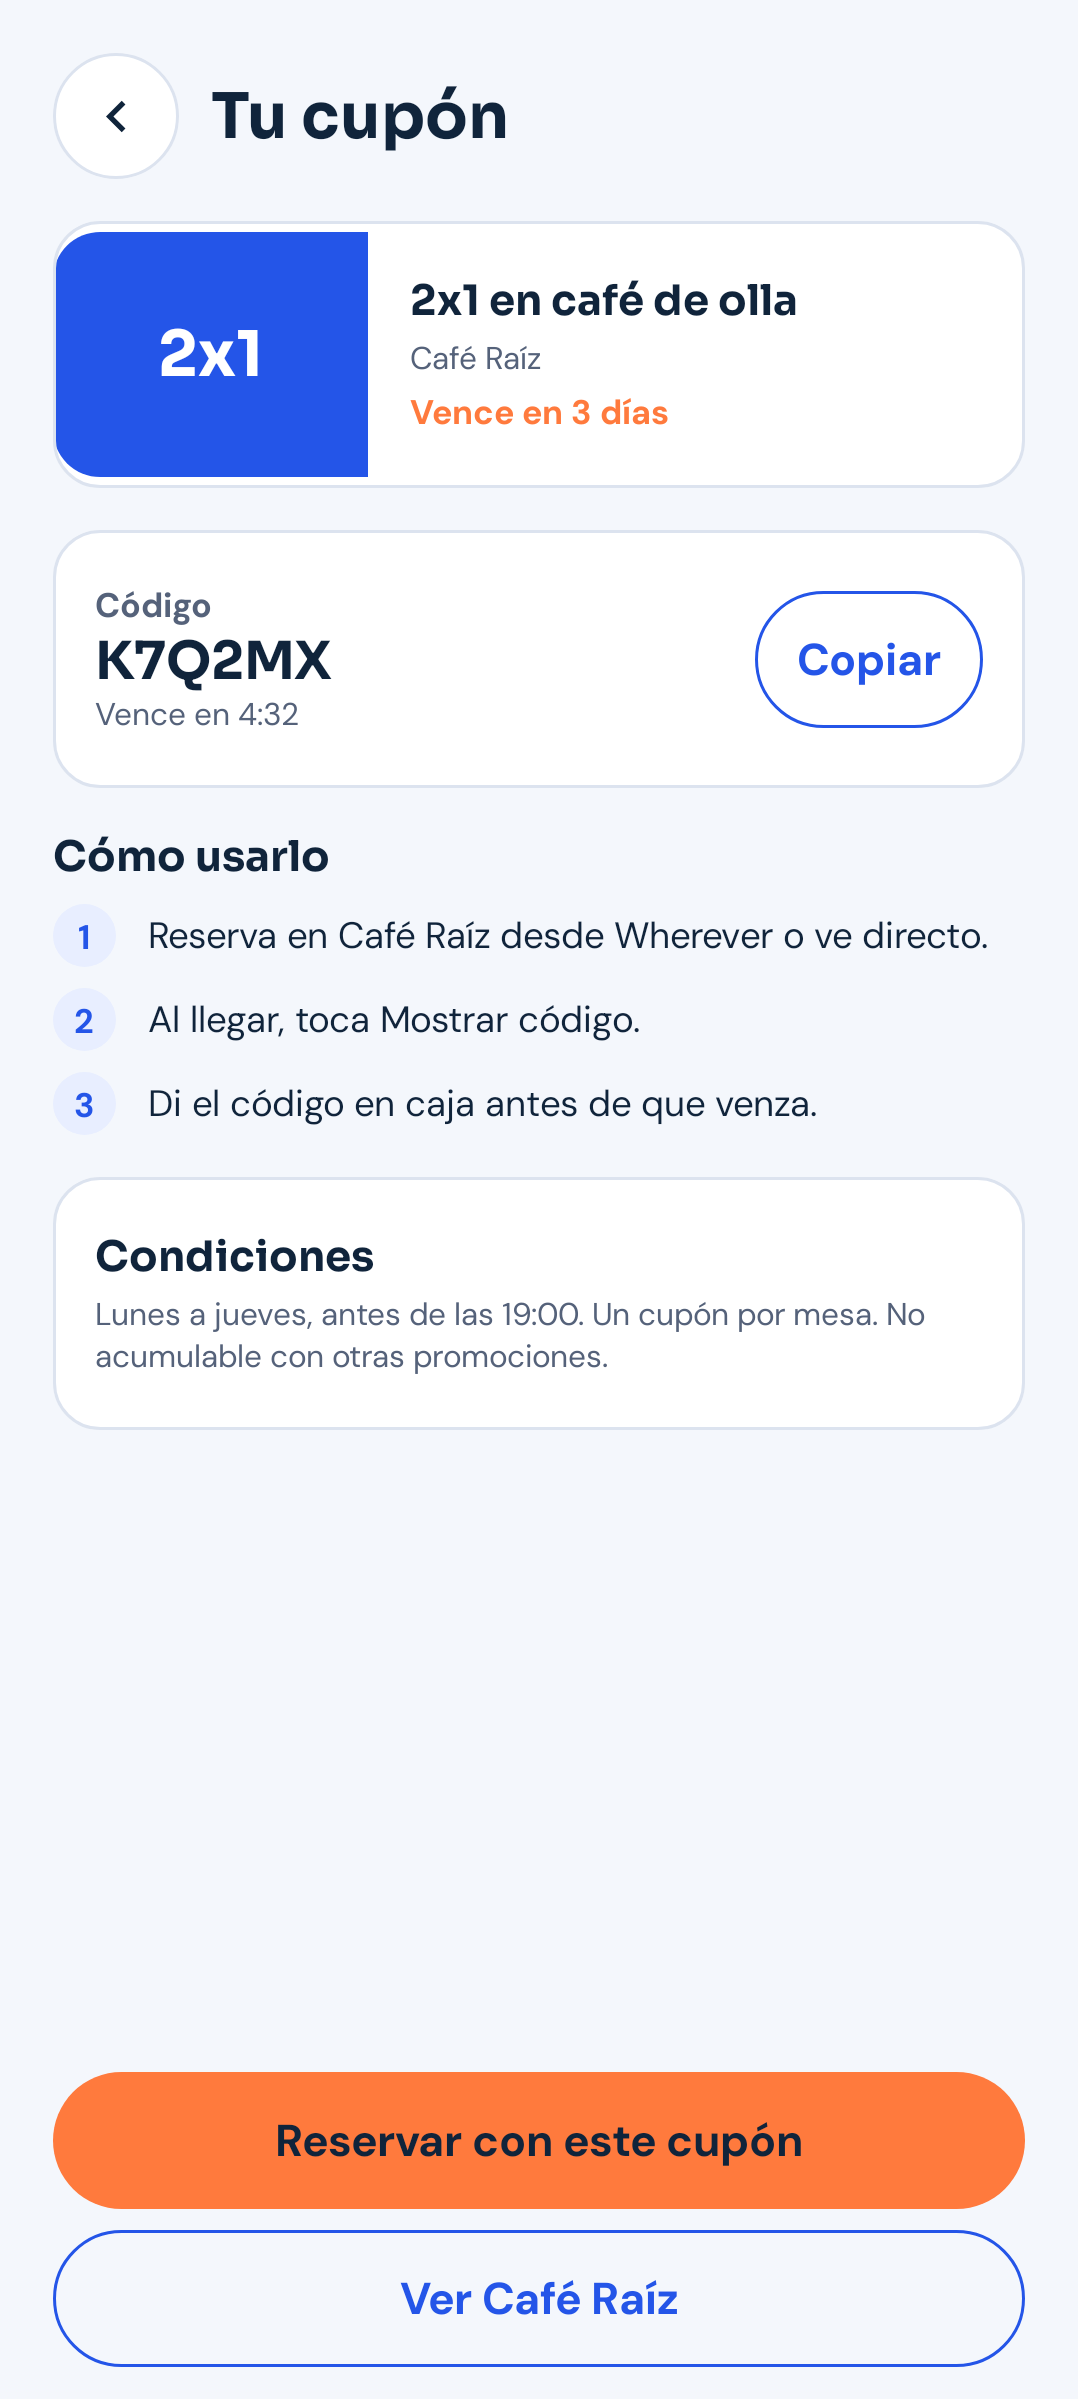 Tu cupón
2x1
2x1 en café de olla
Café Raíz
Vence en 3 días
Código
K7Q2MX
Vence en 4:32
Copiar
Cómo usarlo
1 Reserva en Café Raíz desde Wherever o ve directo.
2 Al llegar, toca Mostrar código.
3 Di el código en caja antes de que venza.
Condiciones
Lunes a jueves, antes de las 19:00. Un cupón por mesa. No
acumulable con otras promociones.
Reservar con este cupón
Ver Café Raíz